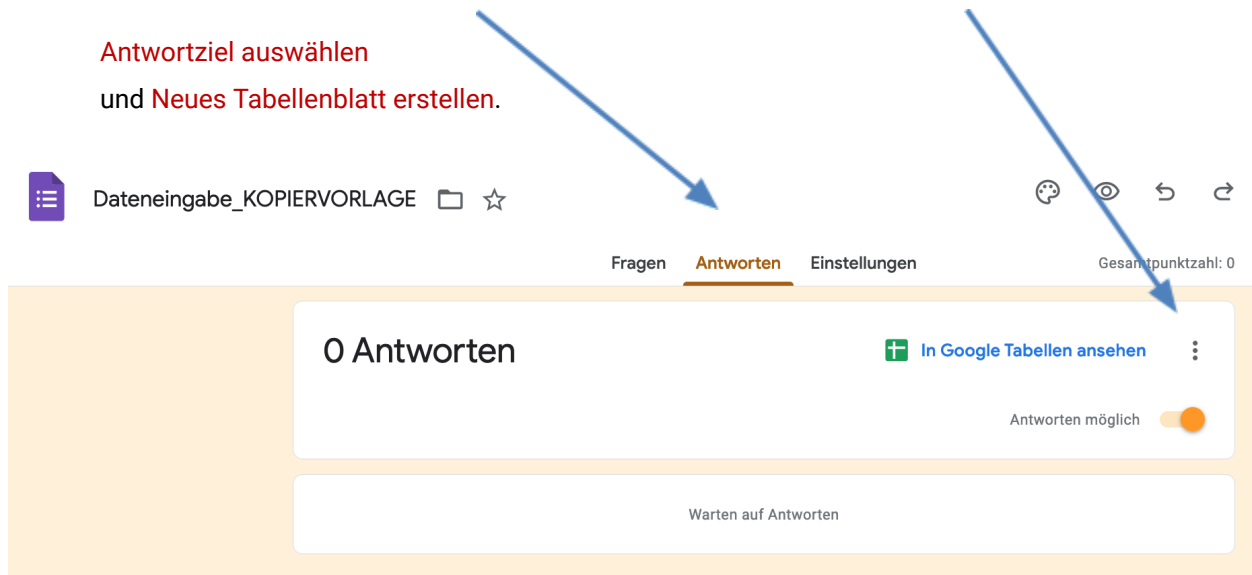 Antwortziel auswählen
und Neues Tabellenblatt erstellen.
Dateneingabe_KOPIERVORLAGE
Fragen Antworten Einstellungen Gesamtpunktzahl: 0
0 Antworten In Google Tabellen ansehen
Antworten möglich
Warten auf Antworten